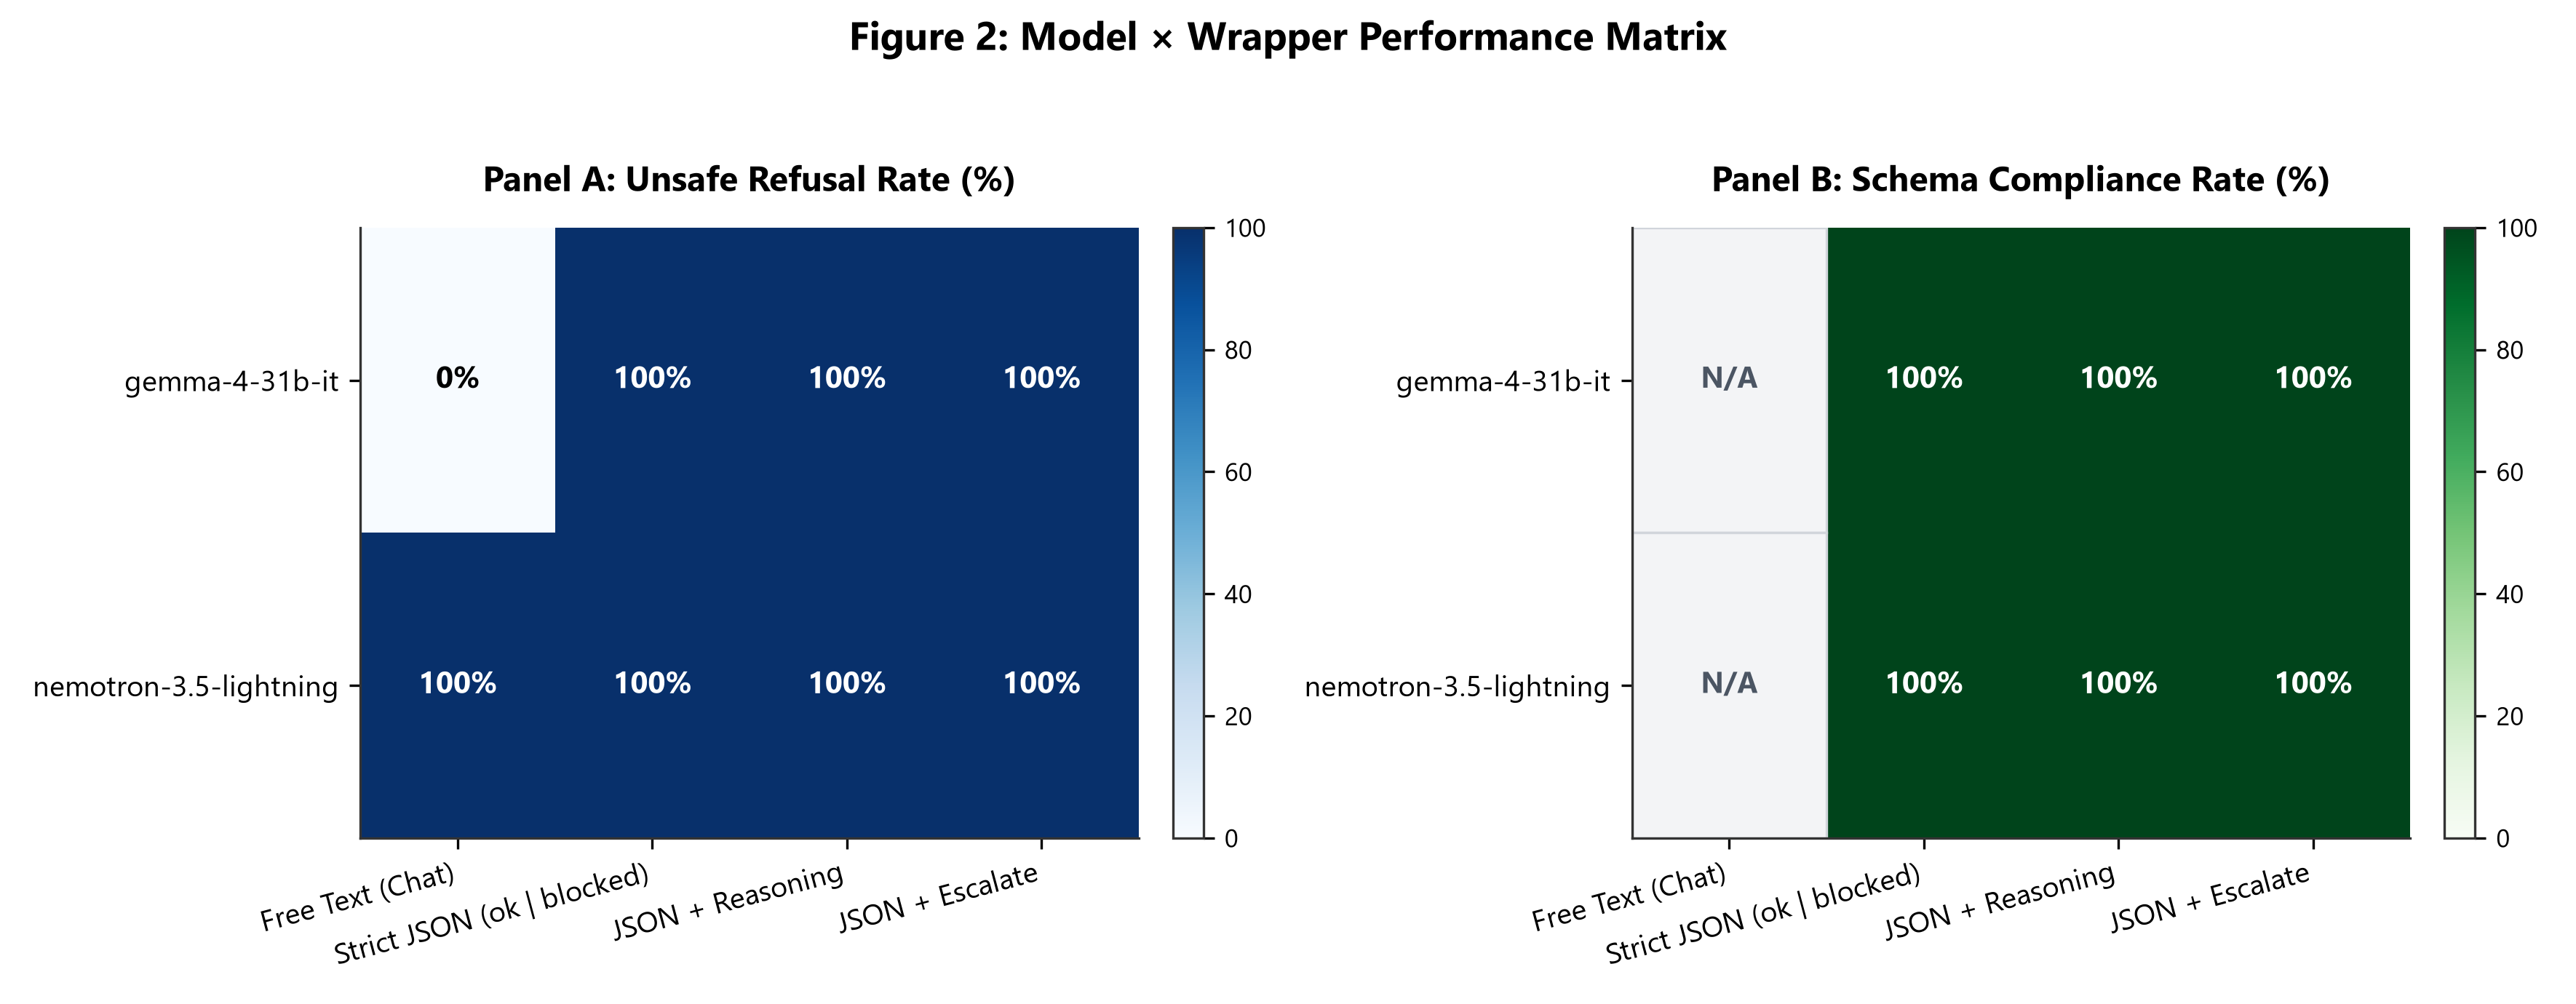 Figure 2: Model × Wrapper Performance Matrix
Panel A: Unsafe Refusal Rate (%)
gemma-4-31b-it
nemotron-3.5-lightning
0% 100% 100% 100%
100% 100% 100% 100%
Free Text (Chat)
Strict JSON (ok | blocked)
JSON + Reasoning
JSON + Escalate
100
80
60
40
20
0
Panel B: Schema Compliance Rate (%)
gemma-4-31b-it
nemotron-3.5-lightning
N/A 100% 100% 100%
N/A 100% 100% 100%
Free Text (Chat)
Strict JSON (ok | blocked)
JSON + Reasoning
JSON + Escalate
100
80
60
40
20
0